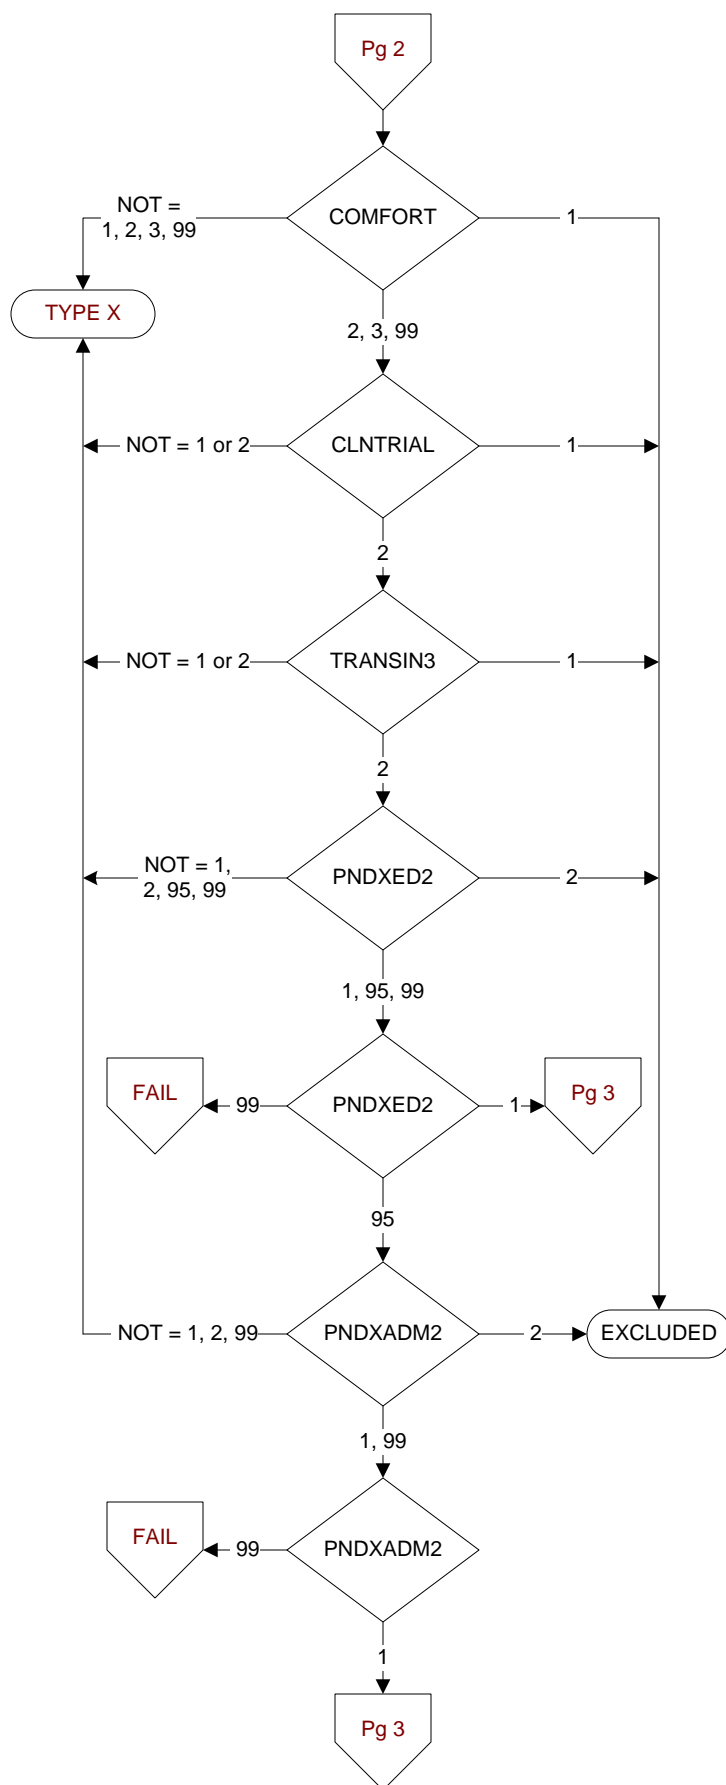 Pg 2
NOT =
1, 2, 3, 99
COMFORT
1
TYPE X
2, 3, 99
NOT = 1 or 2
CLNTRIAL
1
2
NOT = 1 or 2
TRANSIN3
1
2
NOT = 1,
2, 95, 99
PNDXED2
2
1, 95, 99
FAIL
99
PNDXED2
1
Pg 3
95
NOT = 1, 2, 99
PNDXADM2
2
EXCLUDED
1, 99
FAIL
99
PNDXADM2
1
Pg 3